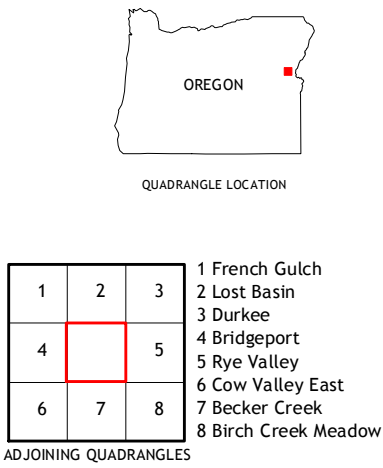 OREGON
QUADRANGLE LOCATION
1 2 3
4 5
6 7 8
1 French Gulch
2 Lost Basin
3 Durkee
4 Bridgeport
5 Rye Valley
6 Cow Valley East
7 Becker Creek
8 Birch Creek Meadow
ADJOINING QUADRANGLES